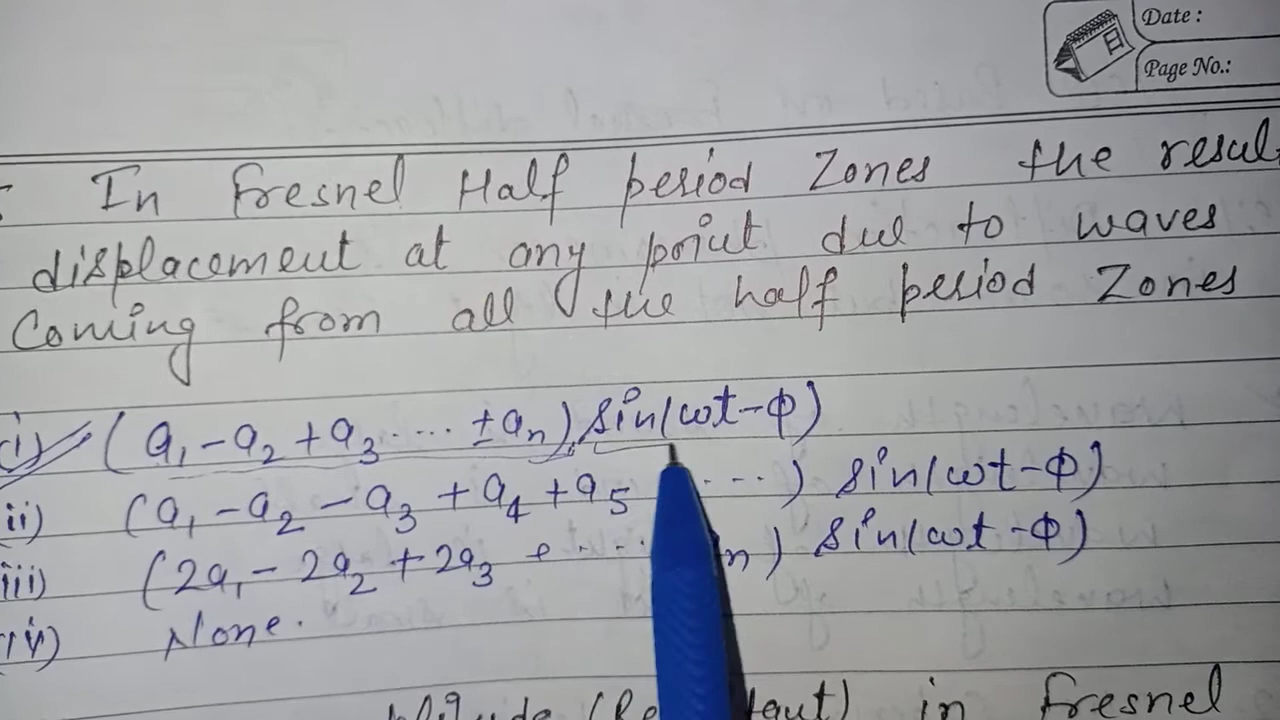 Date :
Page No.:
In Fresnel Half period Zones the resul
displacement at any point due to waves
Coming from all the half period Zones
(i) (a₁ - a₂ + a₃ .... ± aₙ) sin(ωt-Φ)
ii) (a₁ - a₂ - a₃ + a₄ + a₅ ...) sin(ωt-Φ)
iii) (2a₁ - 2a₂ + 2a₃ n) sin(ωt-Φ)
(iv) None.
in Fresnel